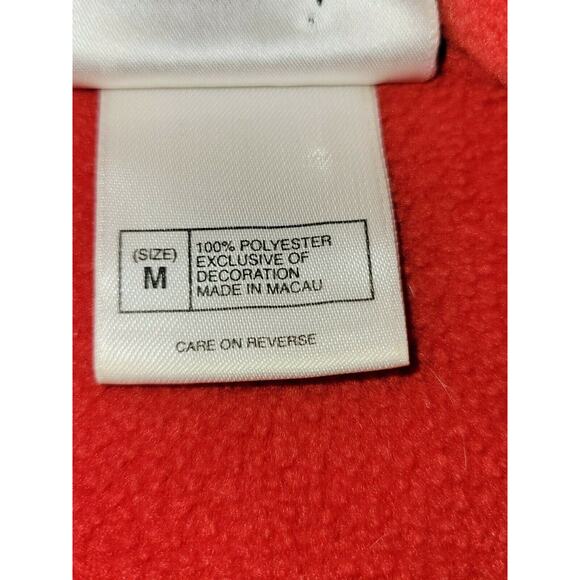 (SIZE)
M
100% POLYESTER
EXCLUSIVE OF
DECORATION
MADE IN MACAU
CARE ON REVERSE